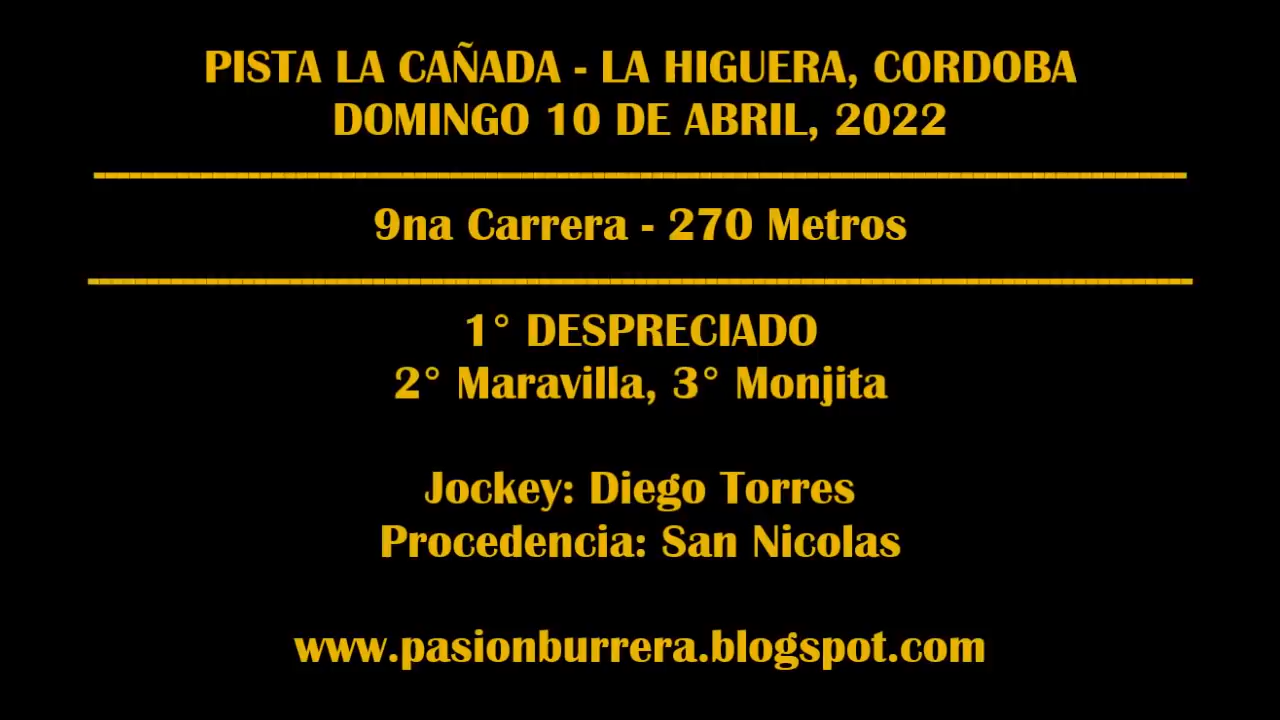 PISTA LA CAÑADA - LA HIGUERA, CORDOBA
DOMINGO 10 DE ABRIL, 2022
9na Carrera - 270 Metros
1° DESPRECIADO
2° Maravilla, 3° Monjita
Jockey: Diego Torres
Procedencia: San Nicolas
www.pasionburrera.blogspot.com